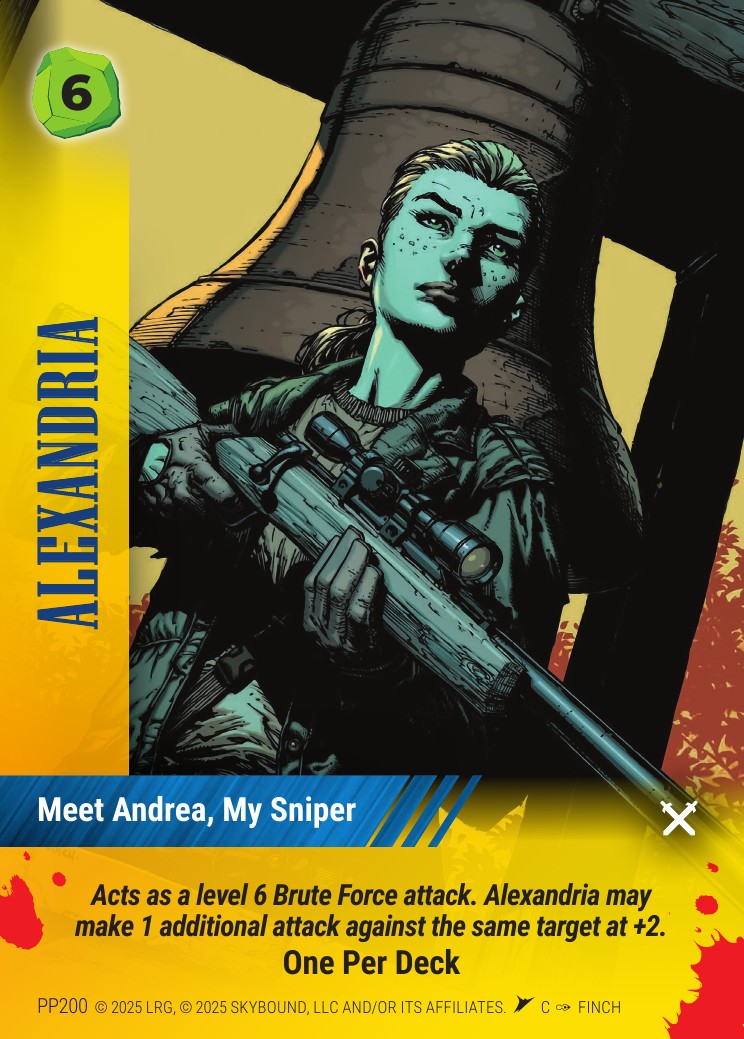 6
ALEXANDRIA
Meet Andrea, My Sniper
Acts as a level 6 Brute Force attack. Alexandria may
make 1 additional attack against the same target at +2.
One Per Deck
PP200 © 2025 LRG, © 2025 SKYBOUND, LLC AND/OR ITS AFFILIATES. C FINCH